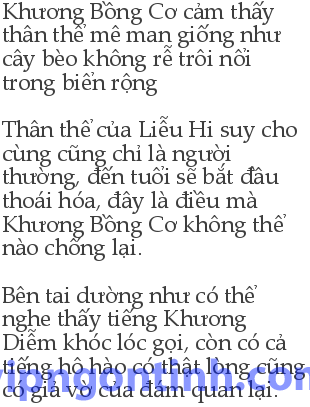 Khương Bồng Cơ cảm thấy
thân thể mê man giống như
cây bèo không rễ trôi nổi
trong biển rộng
Thân thể của Liễu Hi suy cho
cùng cũng chỉ là người
thường, đến tuổi sẽ bắt đầu
thoái hóa, đây là điều mà
Khương Bồng Cơ không thể
nào chống lại.
Bên tai dường như có thể
nghe thấy tiếng Khương
Diễm khóc lóc gọi, còn có cả
tiếng hô hào có thật lòng cũng
có giả vờ của đám quan lại.
vipngontinh.com